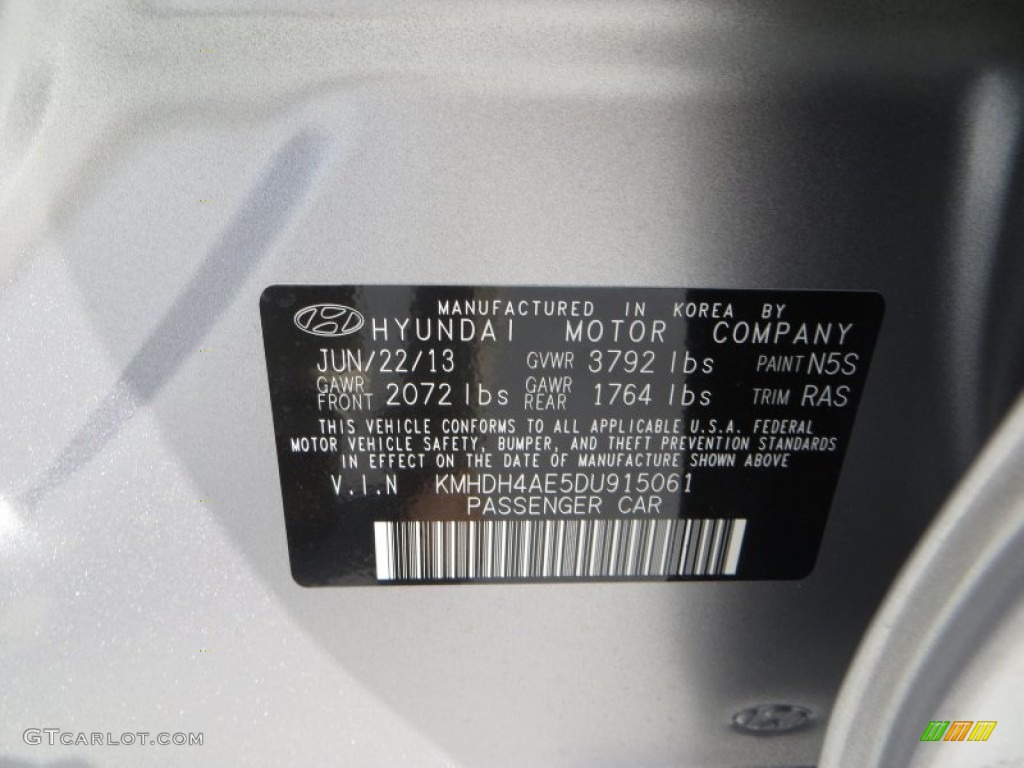 MANUFACTURED IN KOREA BY
HYUNDAI MOTOR COMPANY
JUN/22/13 GVWR 3792 lbs PAINT N5S
GAWR FRONT 2072 lbs GAWR REAR 1764 lbs TRIM RAS
THIS VEHICLE CONFORMS TO ALL APPLICABLE U.S.A. FEDERAL
MOTOR VEHICLE SAFETY, BUMPER, AND THEFT PREVENTION STANDARDS
IN EFFECT ON THE DATE OF MANUFACTURE SHOWN ABOVE
V.I.N KMHDH4AE5DU915061
PASSENGER CAR
GTCARLOT.COM